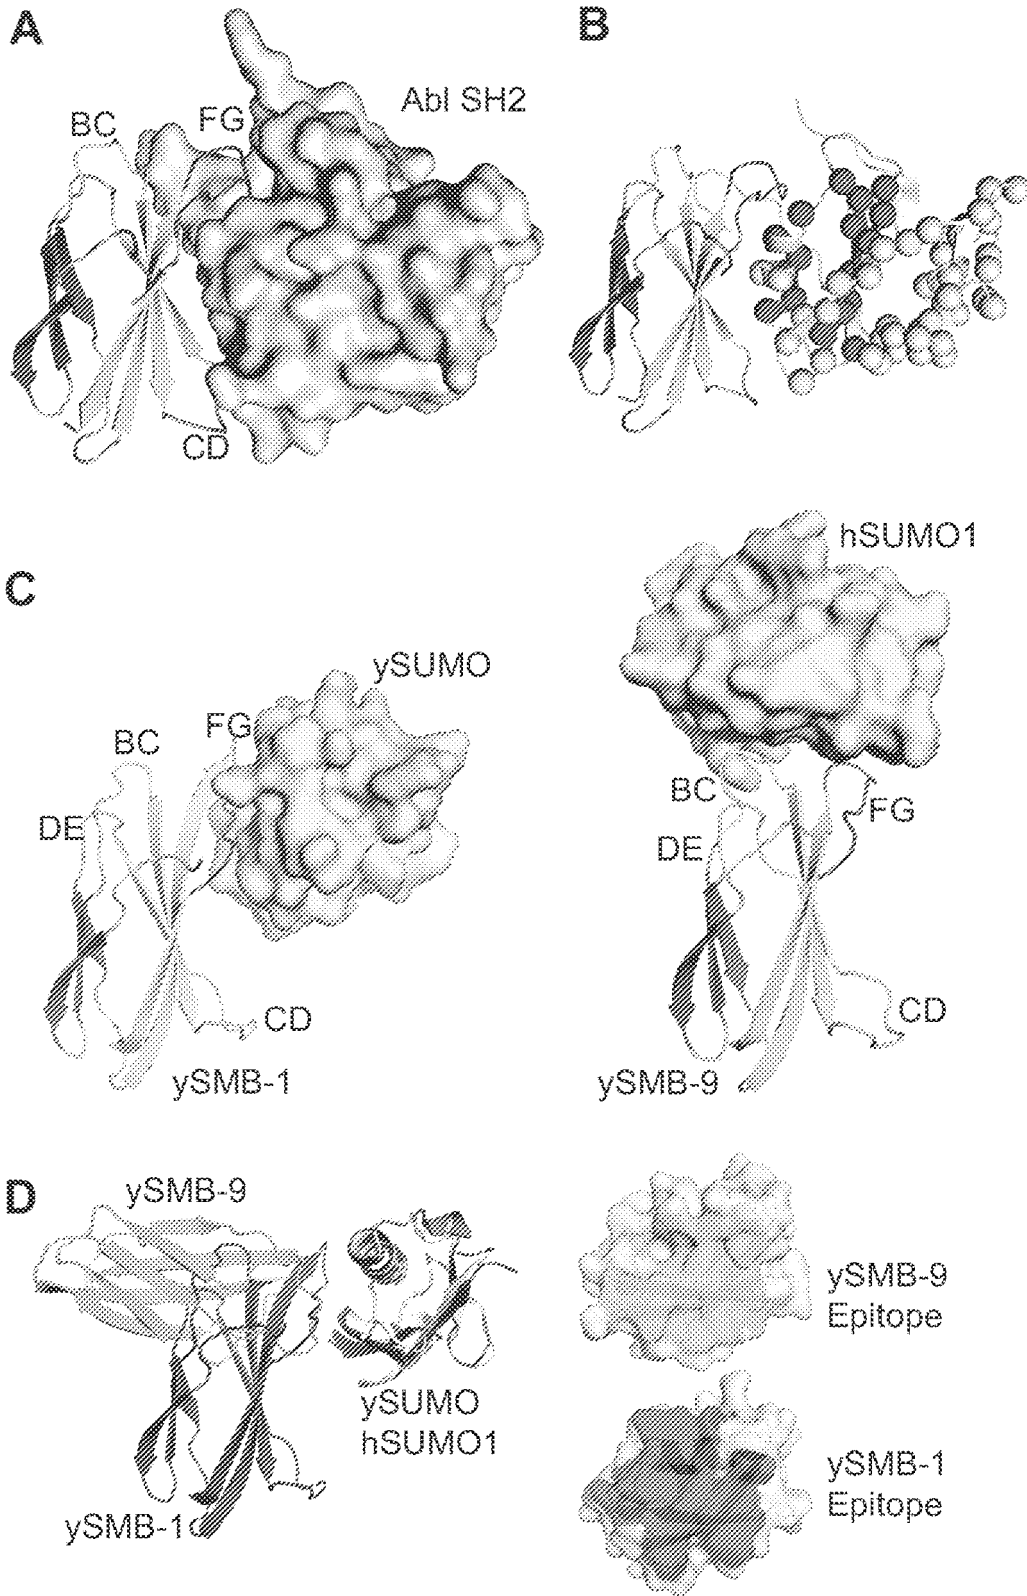 A
BC
FG
Abl SH2
CD
B
C
ySUMO
FG
BC
DE
CD
ySMB-1
hSUMO1
BC
FG
DE
CD
ySMB-9
D
ySMB-9
ySUMO
hSUMO1
ySMB-1
ySMB-9
Epitope
ySMB-1
Epitope